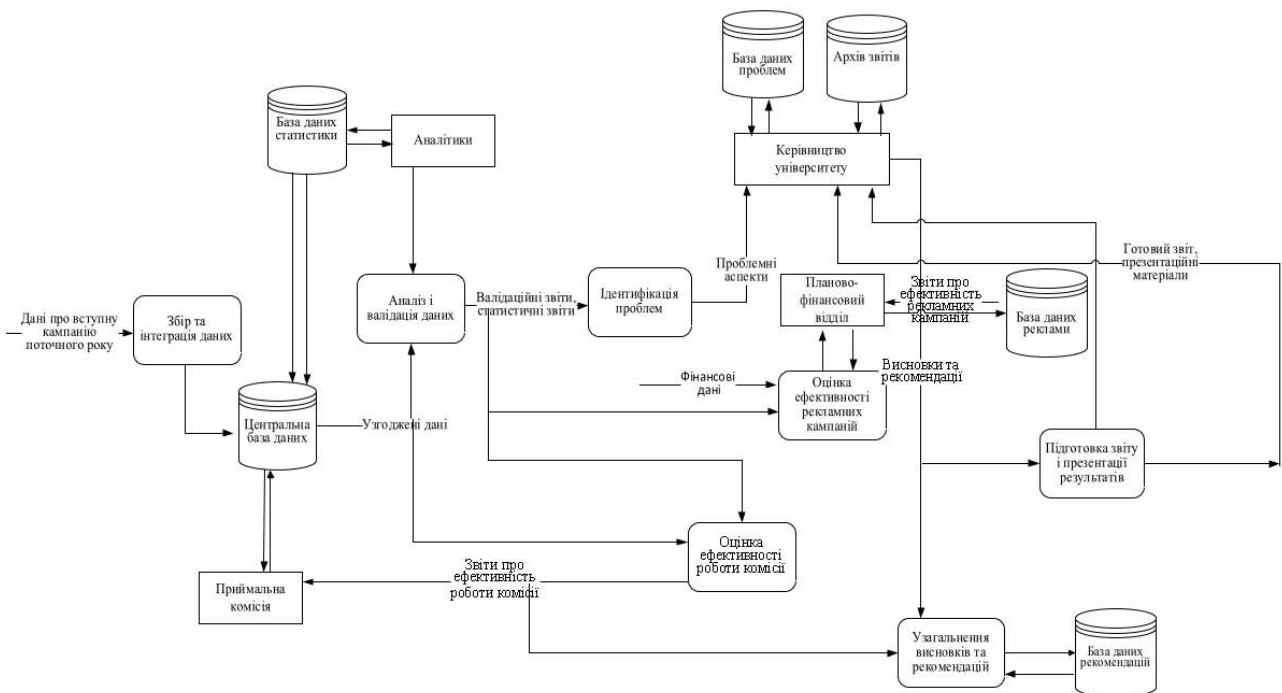 База даних
проблем
Архів звітів
База даних
статистики
Аналітики
Керівництво
університету
Готовий звіт,
презентаційні
матеріали
Проблемні
аспекти
Аналіз і
валідація даних
Валідаційні звіти,
статистичні звіти
Ідентифікація
проблем
Планово-
фінансовий
відділ
Звіти про
ефективність
рекламних
кампаній
База даних
реклами
Дані про вступну
кампанію
поточного року
Збір та
інтеграція даних
Висновки та
рекомендації
Фінансові
дані
Оцінка
ефективності
рекламних
кампаній
Центральна
база даних
Узгоджені дані
Підготовка звіту
і презентації
результатів
Оцінка
ефективності
роботи комісії
Звіти про
ефективність
роботи комісії
Приймальна
комісія
Узагальнення
висновків та
рекомендацій
База даних
рекомендацій